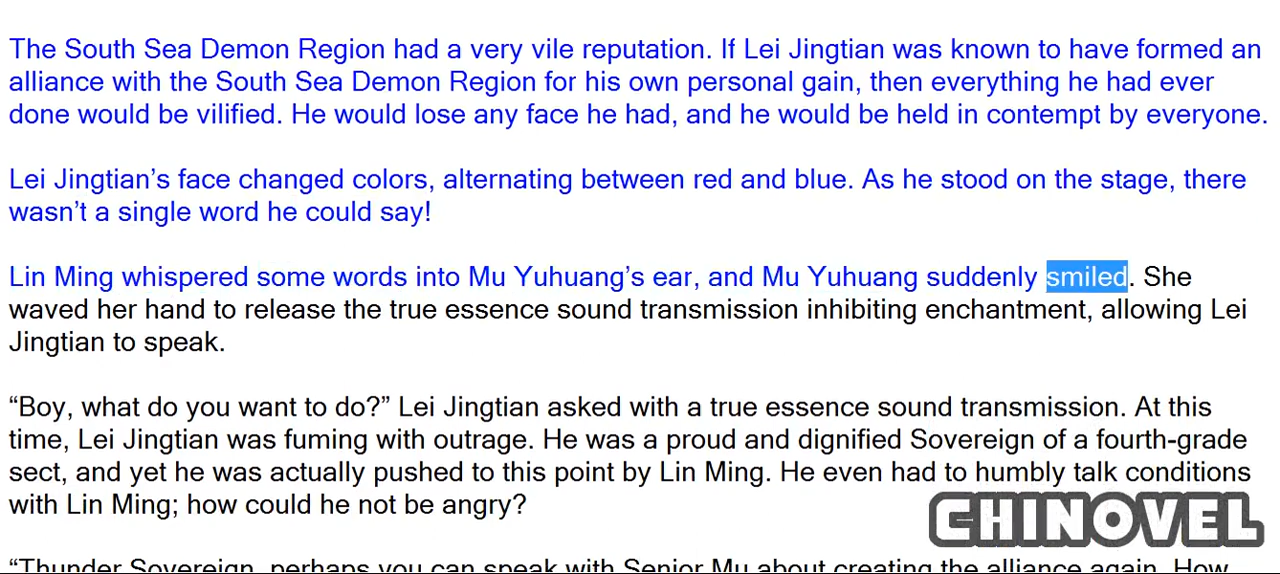 The South Sea Demon Region had a very vile reputation. If Lei Jingtian was known to have formed an
alliance with the South Sea Demon Region for his own personal gain, then everything he had ever
done would be vilified. He would lose any face he had, and he would be held in contempt by everyone.
Lei Jingtian’s face changed colors, alternating between red and blue. As he stood on the stage, there
wasn’t a single word he could say!
Lin Ming whispered some words into Mu Yuhuang’s ear, and Mu Yuhuang suddenly smiled. She
waved her hand to release the true essence sound transmission inhibiting enchantment, allowing Lei
Jingtian to speak.
“Boy, what do you want to do?” Lei Jingtian asked with a true essence sound transmission. At this
time, Lei Jingtian was fuming with outrage. He was a proud and dignified Sovereign of a fourth-grade
sect, and yet he was actually pushed to this point by Lin Ming. He even had to humbly talk conditions
with Lin Ming; how could he not be angry?
CHINOVEL
“Thunder Sovereign, perhaps you can speak with Senior Mu about creating the alliance again. How